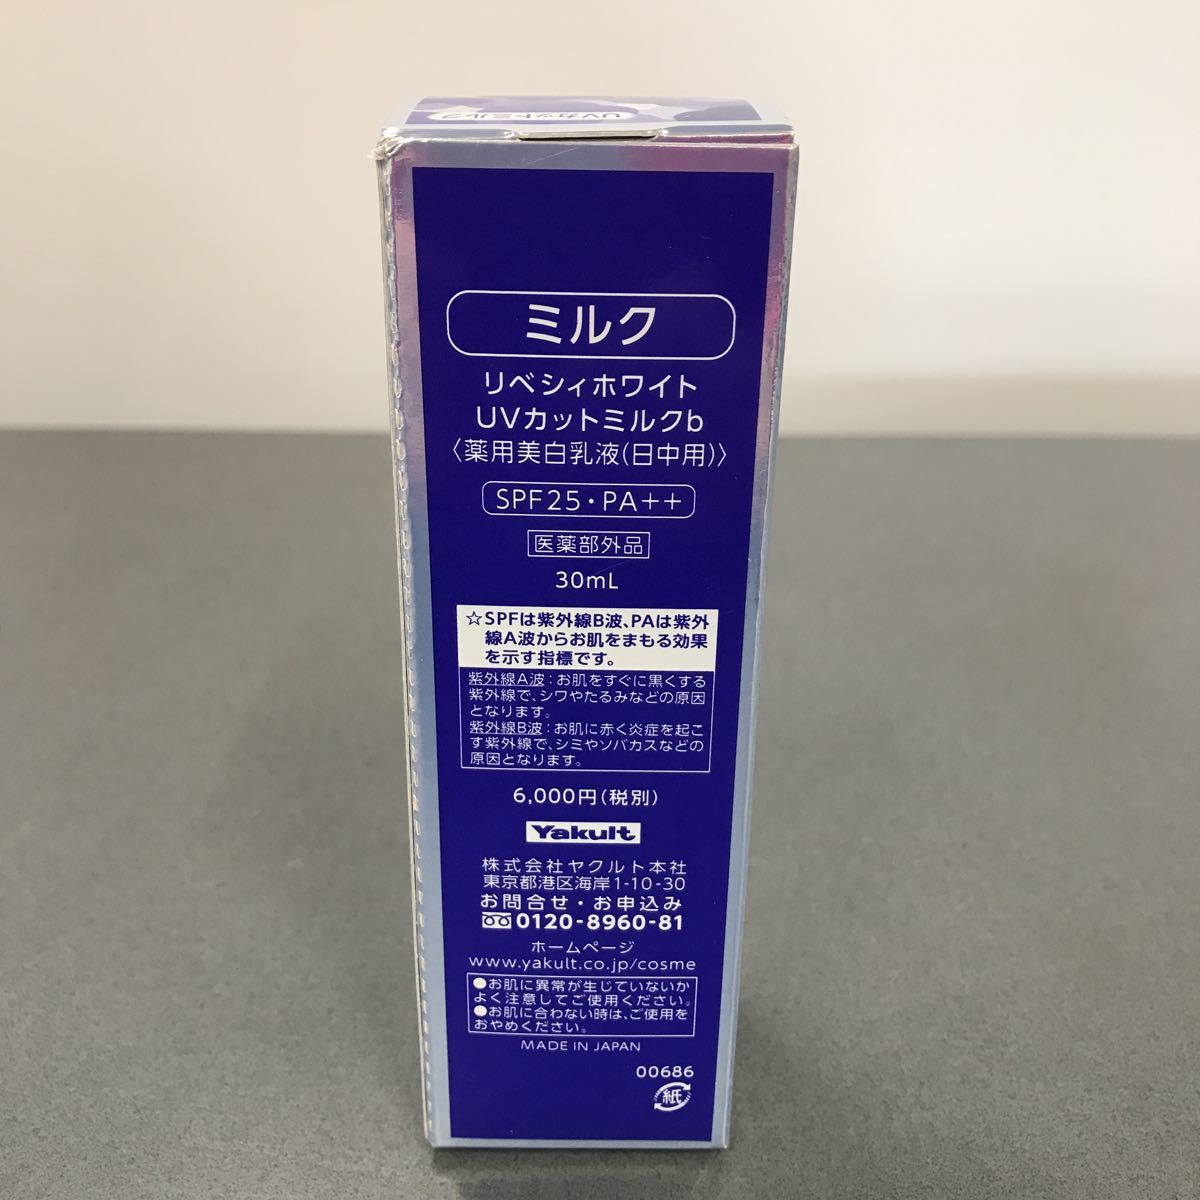 UVカットミルク
ミルク
リベシィホワイト
UVカットミルクb
〈薬用美白乳液(日中用)〉
SPF25・PA++
医薬部外品
30mL
☆SPFは紫外線B波、PAは紫外
線A波からお肌をまもる効果
を示す指標です。
紫外線A波:お肌をすぐに黒くする
紫外線で、シワやたるみなどの原因
となります。
紫外線B波:お肌に赤く炎症を起こ
す紫外線で、シミやソバカスなどの
原因となります。
6,000円(税別)
Yakult
株式会社ヤクルト本社
東京都港区海岸1-10-30
お問合せ・お申込み
0120-8960-81
ホームページ
www.yakult.co.jp/cosme
●お肌に異常が生じていないか
よく注意してご使用ください。
●お肌に合わない時は、ご使用を
おやめください。
MADE IN JAPAN
00686
紙